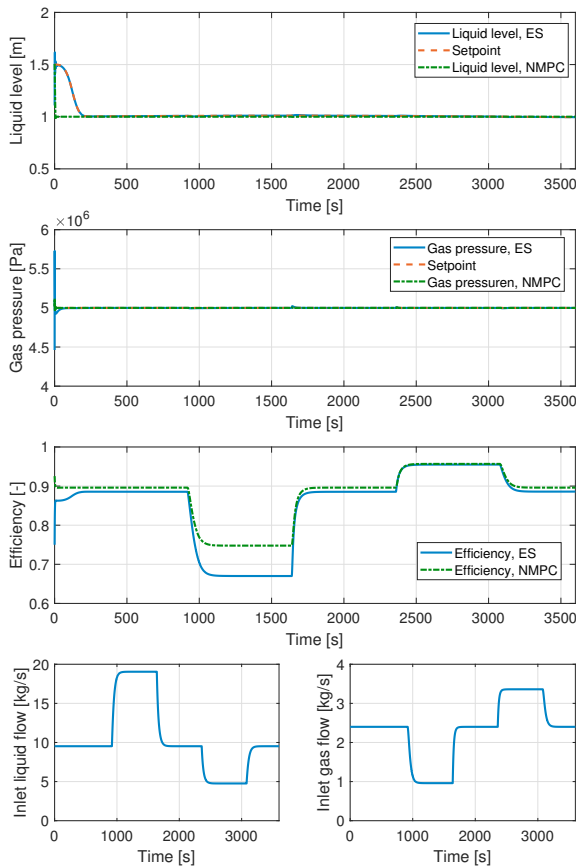 Liquid level [m]
2
1.5
1
0.5
Liquid level, ES
Setpoint
Liquid level, NMPC
0 500 1000 1500 2000 2500 3000 3500
Time [s]
×10⁶
Gas pressure [Pa]
6
5.5
5
4.5
4
Gas pressure, ES
Setpoint
Gas pressuren, NMPC
0 500 1000 1500 2000 2500 3000 3500
Time [s]
Efficiency [-]
1
0.9
0.8
0.7
0.6
Efficiency, ES
Efficiency, NMPC
0 500 1000 1500 2000 2500 3000 3500
Time [s]
Inlet liquid flow [kg/s]
20
15
10
5
0
0 1000 2000 3000
Time [s]
Inlet gas flow [kg/s]
4
3
2
1
0
0 1000 2000 3000
Time [s]